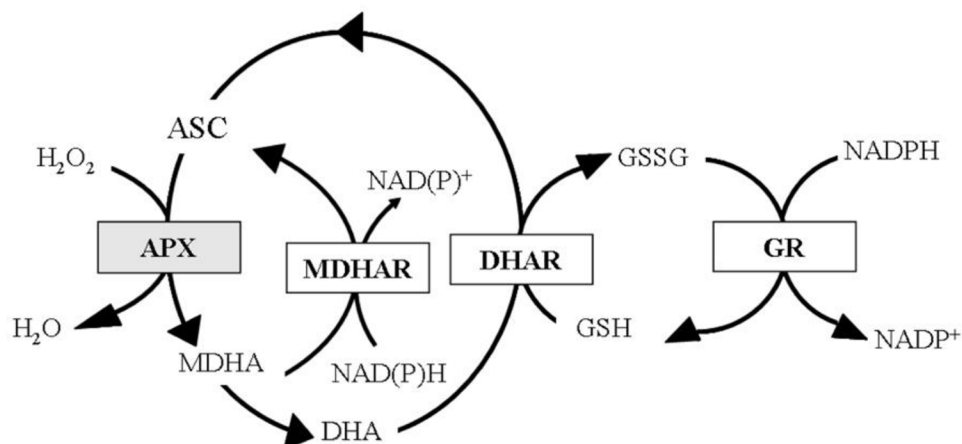 ASC
H₂O₂
GSSG
NADPH
NAD(P)⁺
APX
MDHAR
DHAR
GR
H₂O
GSH
NADP⁺
MDHA
NAD(P)H
DHA